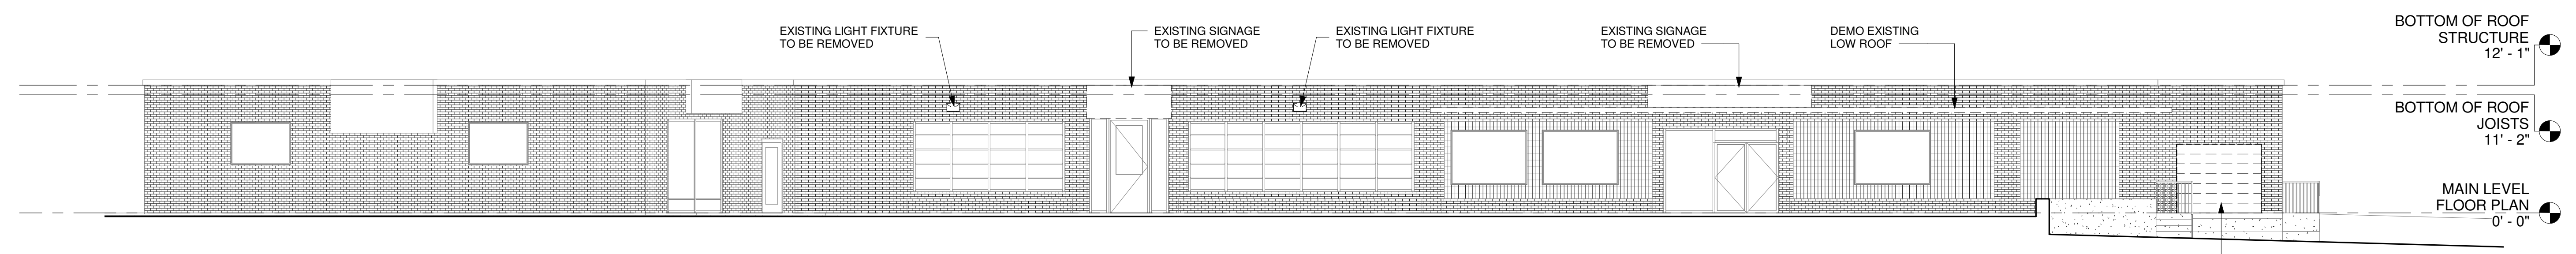 EXISTING LIGHT FIXTURE
TO BE REMOVED
EXISTING SIGNAGE
TO BE REMOVED
EXISTING LIGHT FIXTURE
TO BE REMOVED
EXISTING SIGNAGE
TO BE REMOVED
DEMO EXISTING
LOW ROOF
BOTTOM OF ROOF
STRUCTURE
12' - 1"
BOTTOM OF ROOF
JOISTS
11' - 2"
MAIN LEVEL
FLOOR PLAN
0' - 0"